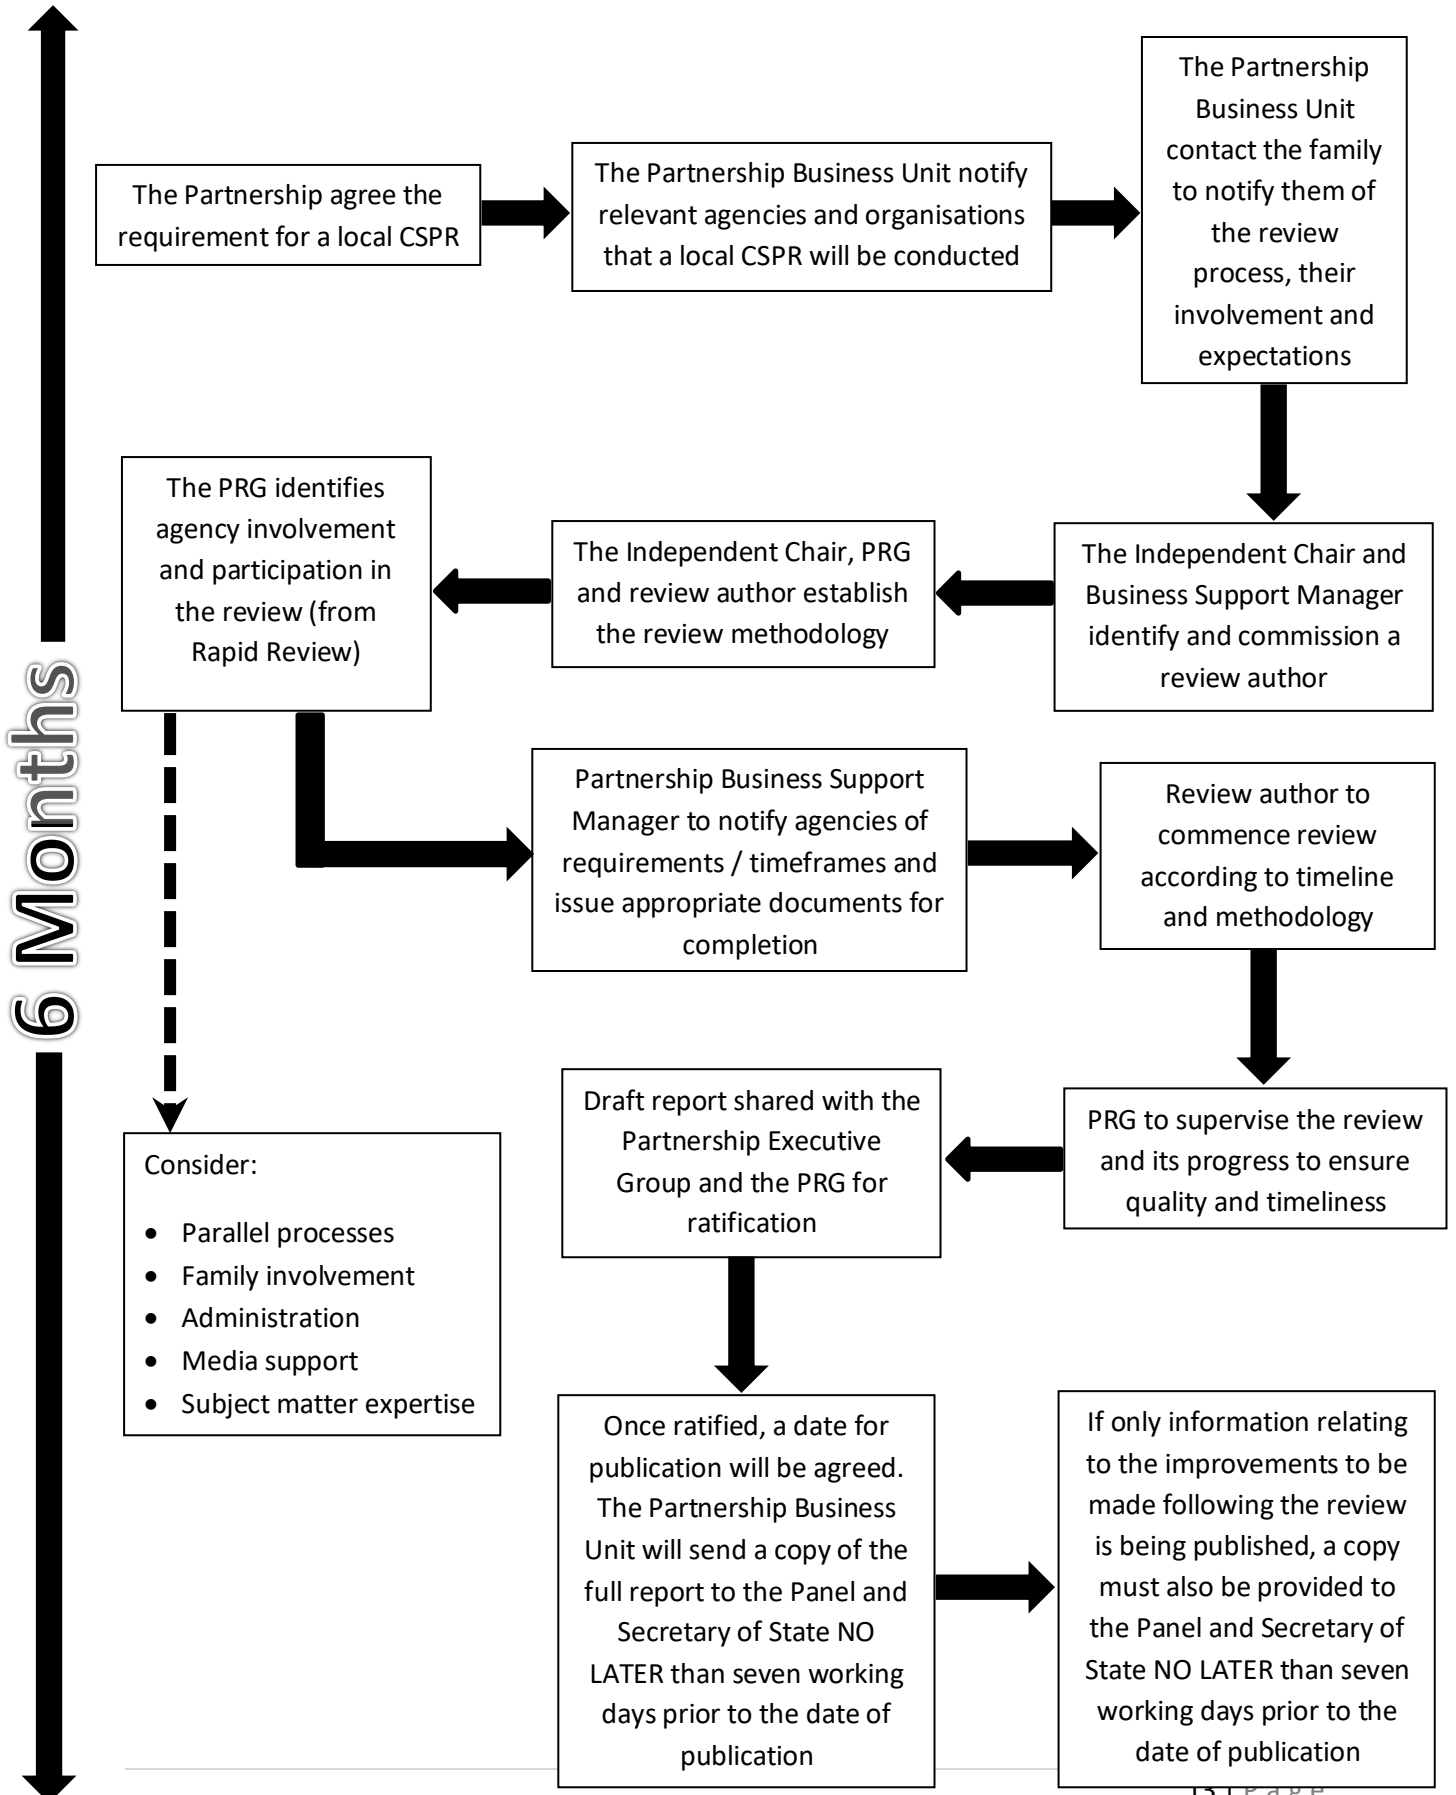 The Partnership agree the
requirement for a local CSPR
The Partnership Business Unit notify
relevant agencies and organisations
that a local CSPR will be conducted
The Partnership
Business Unit
contact the family
to notify them of
the review
process, their
involvement and
expectations
The Independent Chair and
Business Support Manager
identify and commission a
review author
The Independent Chair, PRG
and review author establish
the review methodology
The PRG identifies
agency involvement
and participation in
the review (from
Rapid Review)
6 Months
Partnership Business Support
Manager to notify agencies of
requirements / timeframes and
issue appropriate documents for
completion
Review author to
commence review
according to timeline
and methodology
PRG to supervise the review
and its progress to ensure
quality and timeliness
Draft report shared with the
Partnership Executive
Group and the PRG for
ratification
Consider:
• Parallel processes
• Family involvement
• Administration
• Media support
• Subject matter expertise
Once ratified, a date for
publication will be agreed.
The Partnership Business
Unit will send a copy of the
full report to the Panel and
Secretary of State NO
LATER than seven working
days prior to the date of
publication
If only information relating
to the improvements to be
made following the review
is being published, a copy
must also be provided to
the Panel and Secretary of
State NO LATER than seven
working days prior to the
date of publication
| Page